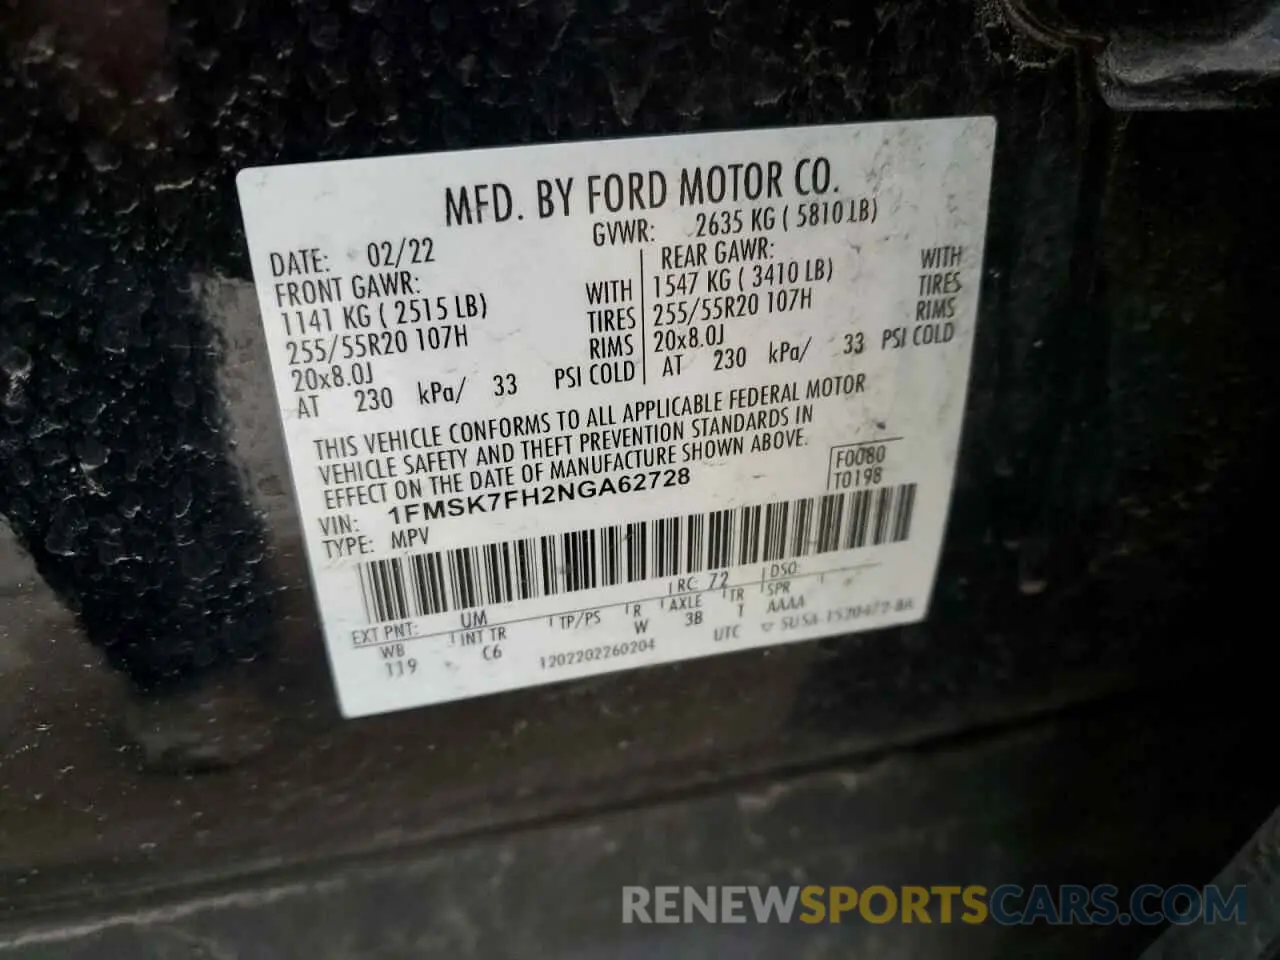 MFD. BY FORD MOTOR CO.
DATE: 02/22 GVWR: 2635 KG ( 5810 LB)
FRONT GAWR: REAR GAWR:
1141 KG ( 2515 LB) WITH 1547 KG ( 3410 LB) WITH
255/55R20 107H TIRES 255/55R20 107H TIRES
20x8.0J RIMS 20x8.0J RIMS
AT 230 kPa/ 33 PSI COLD AT 230 kPa/ 33 PSI COLD
THIS VEHICLE CONFORMS TO ALL APPLICABLE FEDERAL MOTOR
VEHICLE SAFETY AND THEFT PREVENTION STANDARDS IN
EFFECT ON THE DATE OF MANUFACTURE SHOWN ABOVE.
VIN: 1FMSK7FH2NGA62728 F0080
TYPE: MPV T0198
EXT PNT: UM RC: 72 DSO:
WB INT TR TP/PS R AXLE TR SPR
119 C6 W 3B T AAAA
1202202260204 UTC
RENEWSPORTSCARS.COM